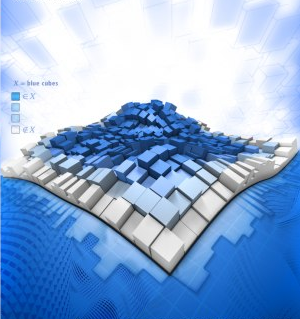 X = blue cubes
∈ X
∉ X